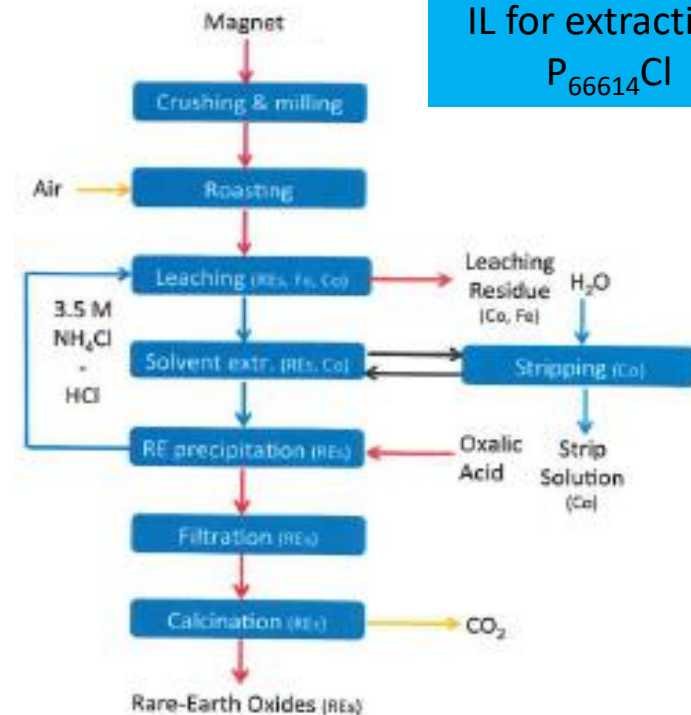 IL for extracti
P66614Cl
Magnet
Crushing & milling
Air
Roasting
Leaching (REs, Fe, Co)
Leaching
Residue
(Co, Fe)
H2O
3.5 M
NH4Cl
-
HCl
Solvent extr. (REs, Co)
Stripping (Co)
RE precipitation (REs)
Oxalic
Acid
Strip
Solution
(Co)
Filtration (REs)
Calcination (REs)
CO2
Rare-Earth Oxides (REs)